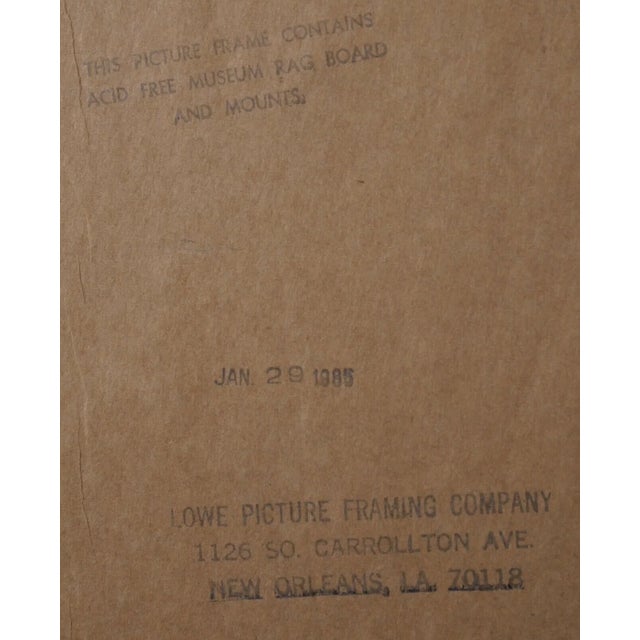 THIS PICTURE FRAME CONTAINS
ACID FREE MUSEUM RAG BOARD
AND MOUNTS.
JAN. 29 1985
LOWE PICTURE FRAMING COMPANY
1126 SO. CARROLLTON AVE.
NEW ORLEANS, LA. 70118